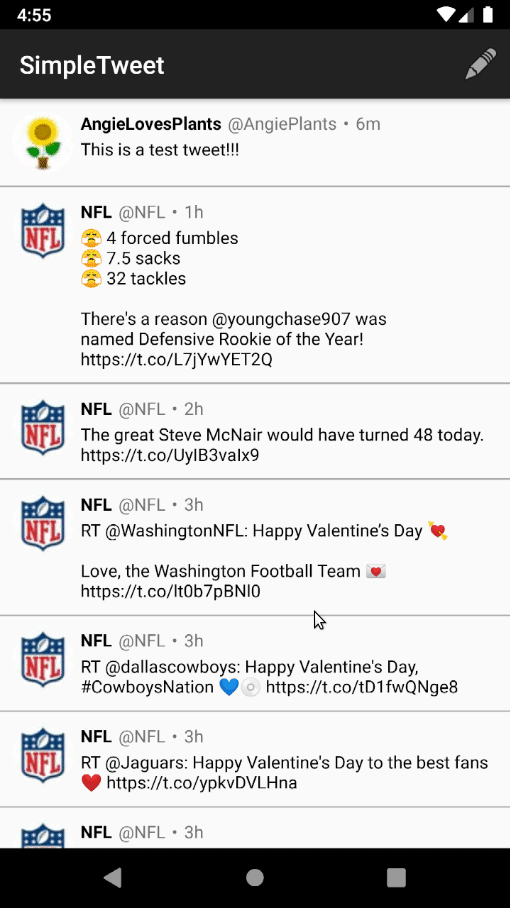 4:55
SimpleTweet
AngieLovesPlants @AngiePlants • 6m
This is a test tweet!!!
NFL @NFL • 1h
NFL
😤 4 forced fumbles
😤 7.5 sacks
😤 32 tackles
There's a reason @youngchase907 was
named Defensive Rookie of the Year!
https://t.co/L7jYwYET2Q
NFL @NFL • 2h
NFL
The great Steve McNair would have turned 48 today.
https://t.co/UyIB3vaIx9
NFL @NFL • 3h
NFL
RT @WashingtonNFL: Happy Valentine’s Day 💘
Love, the Washington Football Team 💌
https://t.co/lt0b7pBNl0
NFL @NFL • 3h
NFL
RT @dallascowboys: Happy Valentine's Day,
#CowboysNation 💙💿 https://t.co/tD1fwQNge8
NFL @NFL • 3h
NFL
RT @Jaguars: Happy Valentine's Day to the best fans
❤️ https://t.co/ypkvDVLHna
NFL @NFL • 3h